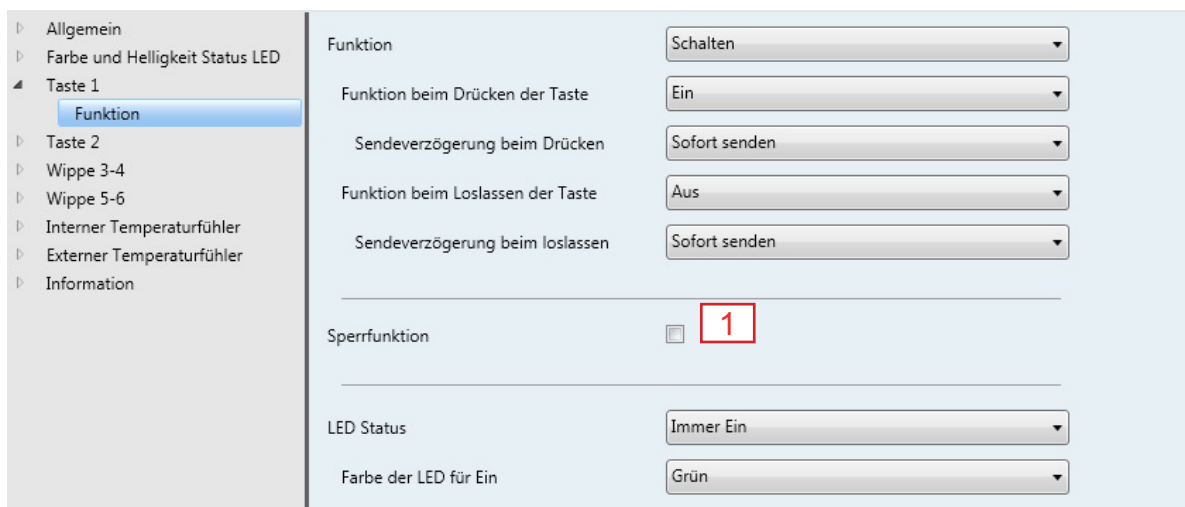 Allgemein
Farbe und Helligkeit Status LED
Taste 1
Funktion
Taste 2
Wippe 3-4
Wippe 5-6
Interner Temperaturfühler
Externer Temperaturfühler
Information
Funktion Schalten
Funktion beim Drücken der Taste Ein
Sendeverzögerung beim Drücken Sofort senden
Funktion beim Loslassen der Taste Aus
Sendeverzögerung beim loslassen Sofort senden
Sperrfunktion 1
LED Status Immer Ein
Farbe der LED für Ein Grün